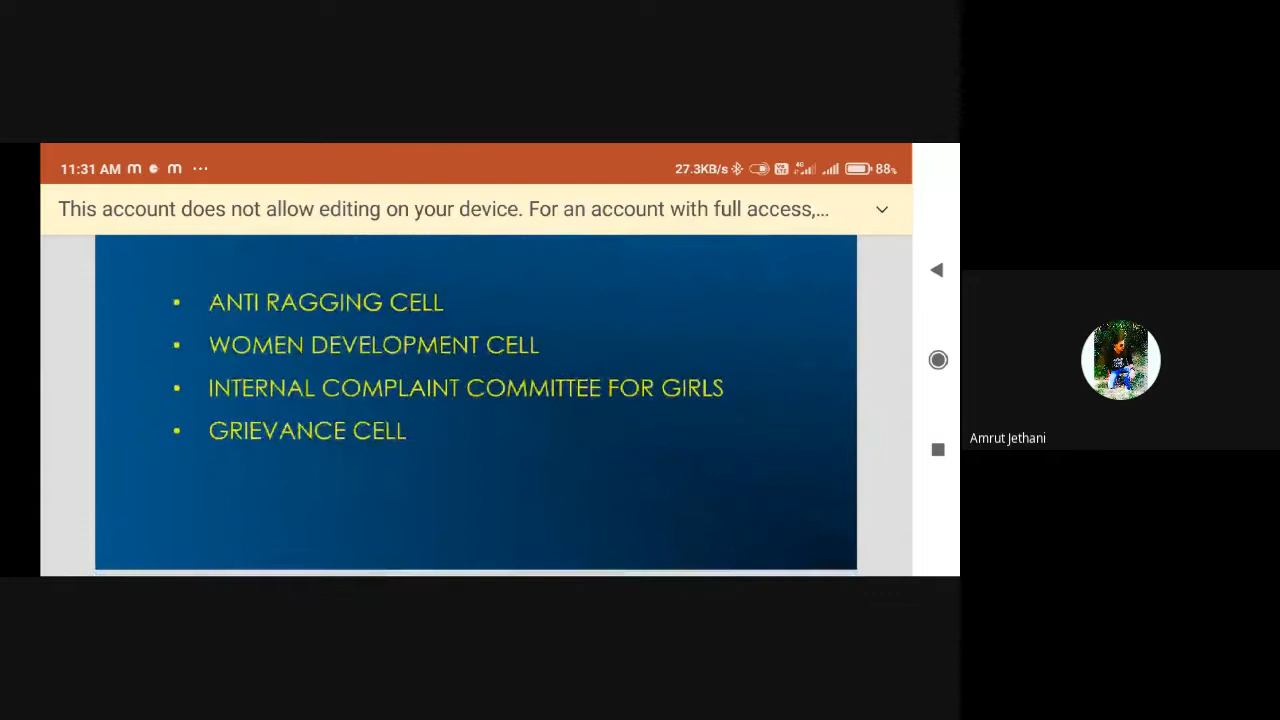 11:31 AM m e m ...
27.3KB/s 4G 88%
This account does not allow editing on your device. For an account with full access,...
• ANTI RAGGING CELL
• WOMEN DEVELOPMENT CELL
• INTERNAL COMPLAINT COMMITTEE FOR GIRLS
• GRIEVANCE CELL
Amrut Jethani